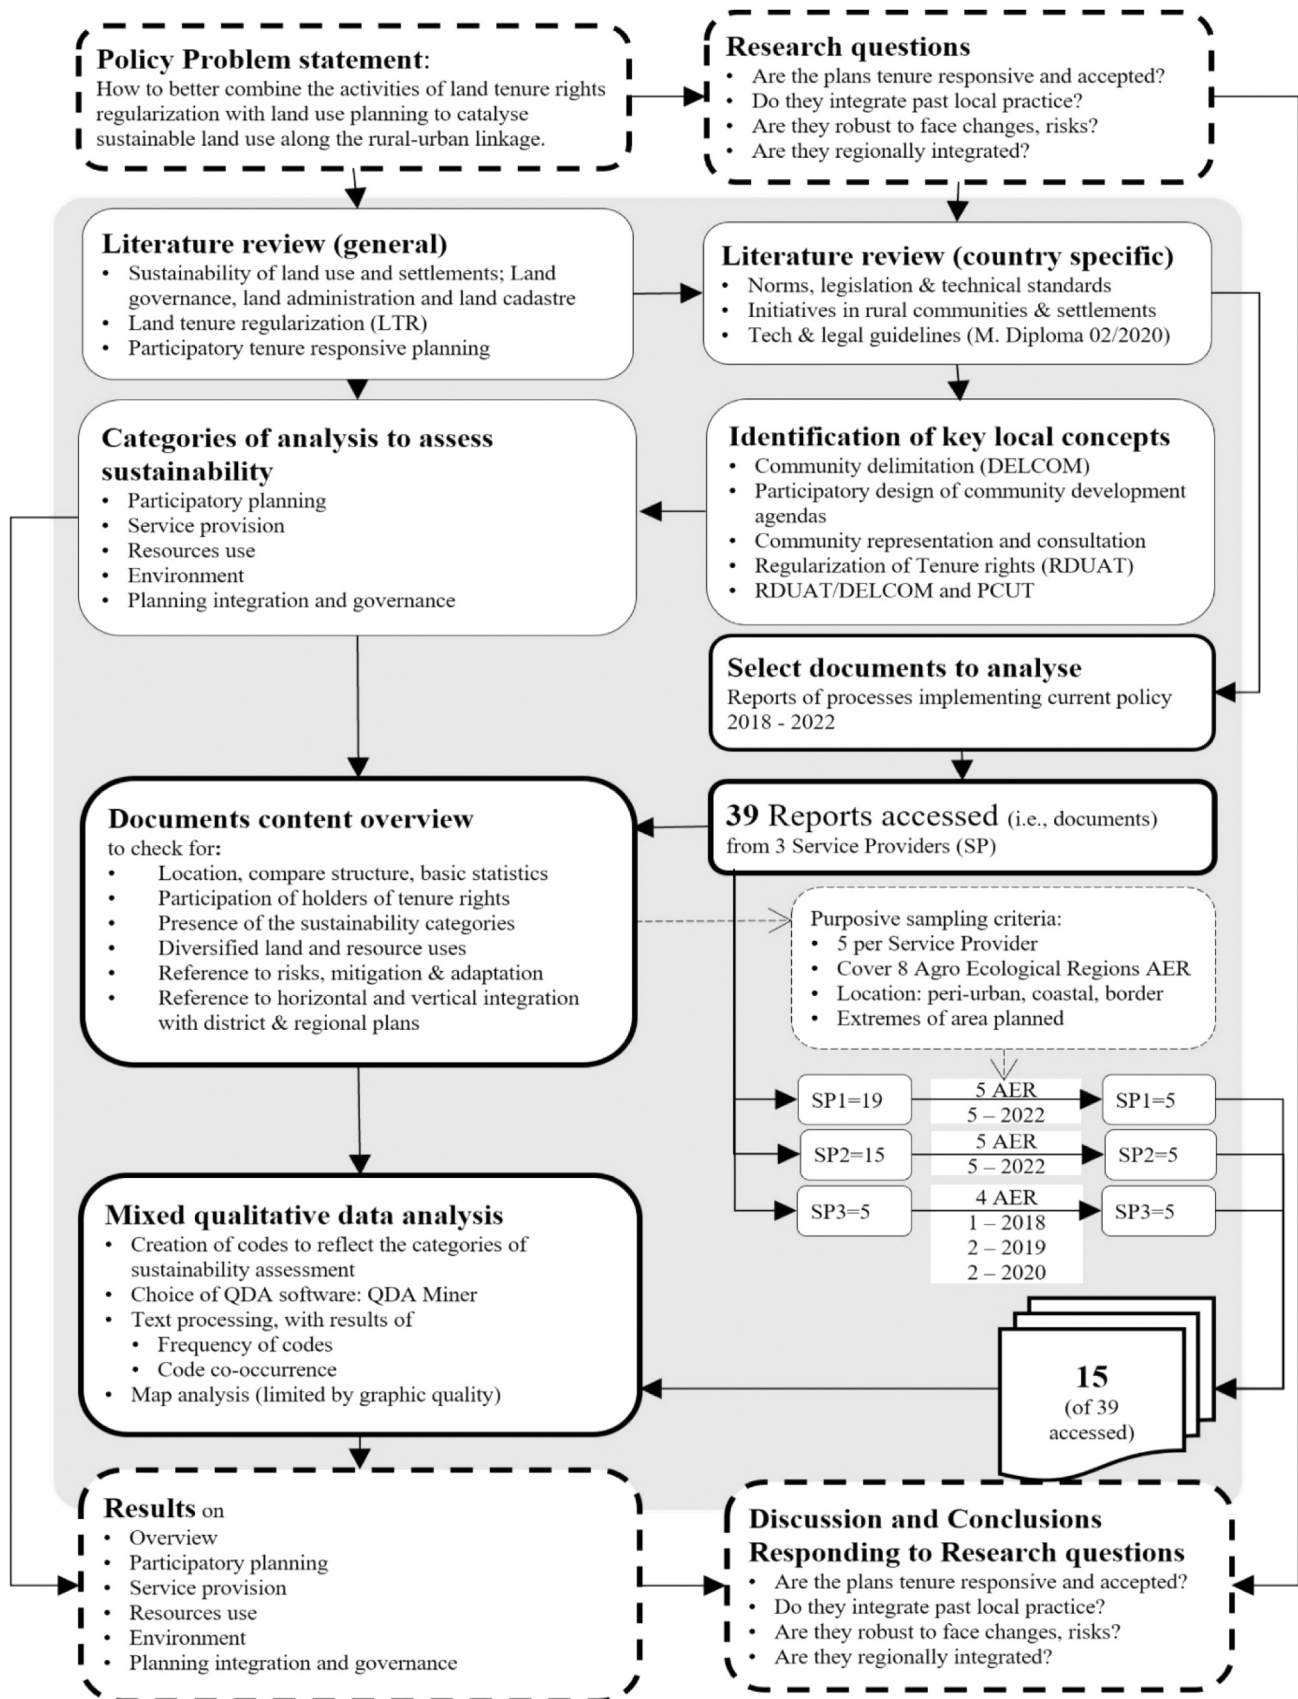 Policy Problem statement:
How to better combine the activities of land tenure rights
regularization with land use planning to catalyse
sustainable land use along the rural-urban linkage.
Research questions
• Are the plans tenure responsive and accepted?
• Do they integrate past local practice?
• Are they robust to face changes, risks?
• Are they regionally integrated?
Literature review (general)
• Sustainability of land use and settlements; Land
governance, land administration and land cadastre
• Land tenure regularization (LTR)
• Participatory tenure responsive planning
Literature review (country specific)
• Norms, legislation & technical standards
• Initiatives in rural communities & settlements
• Tech & legal guidelines (M. Diploma 02/2020)
Categories of analysis to assess
sustainability
• Participatory planning
• Service provision
• Resources use
• Environment
• Planning integration and governance
Identification of key local concepts
• Community delimitation (DELCOM)
• Participatory design of community development
agendas
• Community representation and consultation
• Regularization of Tenure rights (RDUAT)
• RDUAT/DELCOM and PCUT
Select documents to analyse
Reports of processes implementing current policy
2018 - 2022
39 Reports accessed (i.e., documents)
from 3 Service Providers (SP)
Documents content overview
to check for:
• Location, compare structure, basic statistics
• Participation of holders of tenure rights
• Presence of the sustainability categories
• Diversified land and resource uses
• Reference to risks, mitigation & adaptation
• Reference to horizontal and vertical integration
with district & regional plans
Purposive sampling criteria:
• 5 per Service Provider
• Cover 8 Agro Ecological Regions AER
• Location: peri-urban, coastal, border
• Extremes of area planned
SP1=19
5 AER
5 – 2022
SP1=5
SP2=15
5 AER
5 – 2022
SP2=5
SP3=5
4 AER
1 – 2018
2 – 2019
2 – 2020
SP3=5
Mixed qualitative data analysis
• Creation of codes to reflect the categories of
sustainability assessment
• Choice of QDA software: QDA Miner
• Text processing, with results of
• Frequency of codes
• Code co-occurrence
• Map analysis (limited by graphic quality)
15
(of 39
accessed)
Results on
• Overview
• Participatory planning
• Service provision
• Resources use
• Environment
• Planning integration and governance
Discussion and Conclusions
Responding to Research questions
• Are the plans tenure responsive and accepted?
• Do they integrate past local practice?
• Are they robust to face changes, risks?
• Are they regionally integrated?